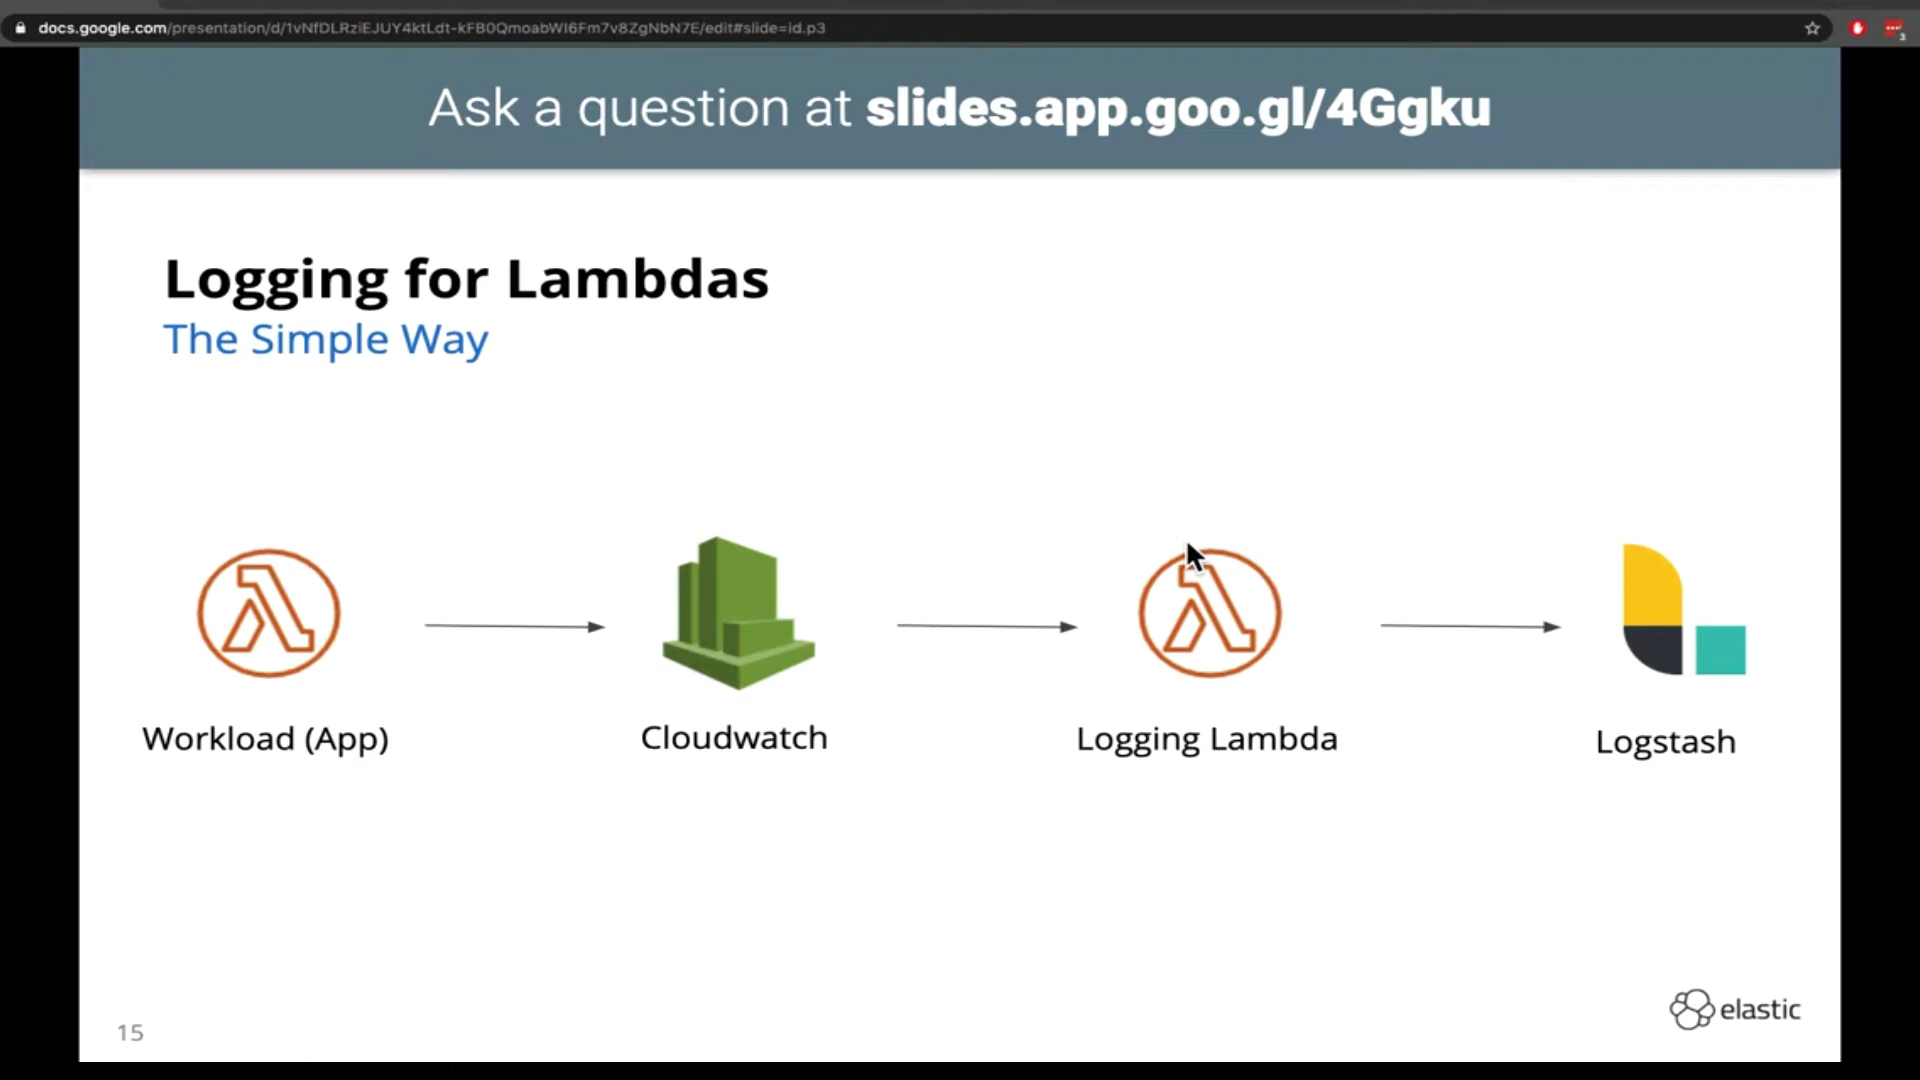 docs.google.com/presentation/d/1vNfDLRziEJUY4ktLdt-kFB0QmoabWI6Fm7v8ZgNbN7E/edit#slide=id.p3
3
Ask a question at slides.app.goo.gl/4Ggku
Logging for Lambdas
The Simple Way
Workload (App)
Cloudwatch
Logging Lambda
Logstash
15
elastic